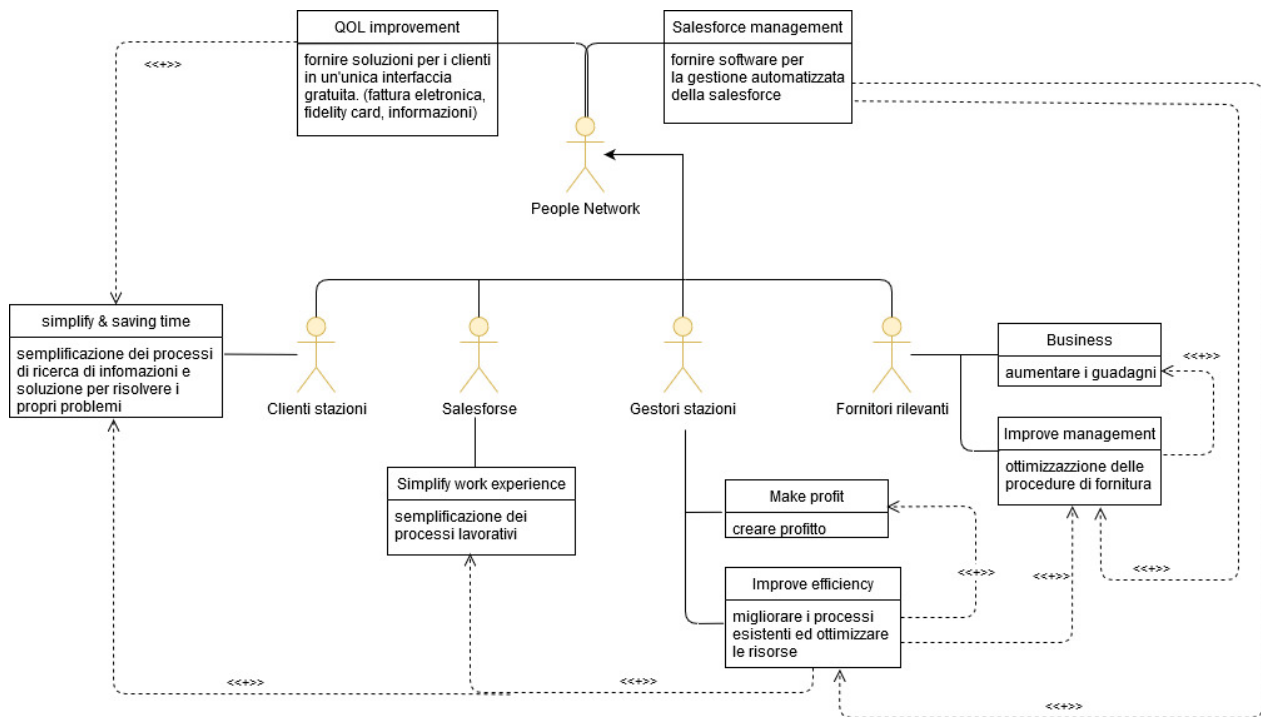 QOL improvement
fornire soluzioni per i clienti
in un'unica interfaccia
gratuita. (fattura eletronica,
fidelity card, informazioni)
Salesforce management
fornire software per
la gestione automatizzata
della salesforce
<<+>>
<<+>>
People Network
simplify & saving time
semplificazione dei processi
di ricerca di infomazioni e
soluzione per risolvere i
propri problemi
Clienti stazioni
Salesforse
Gestori stazioni
Fornitori rilevanti
Business
aumentare i guadagni
<<+>>
Improve management
ottimizzazzione delle
procedure di fornitura
Simplify work experience
semplificazione dei
processi lavorativi
Make profit
creare profitto
Improve efficiency
migliorare i processi
esistenti ed ottimizzare
le risorse
<<+>>
<<+>>
<<+>>
<<+>>
<<+>>
<<+>>